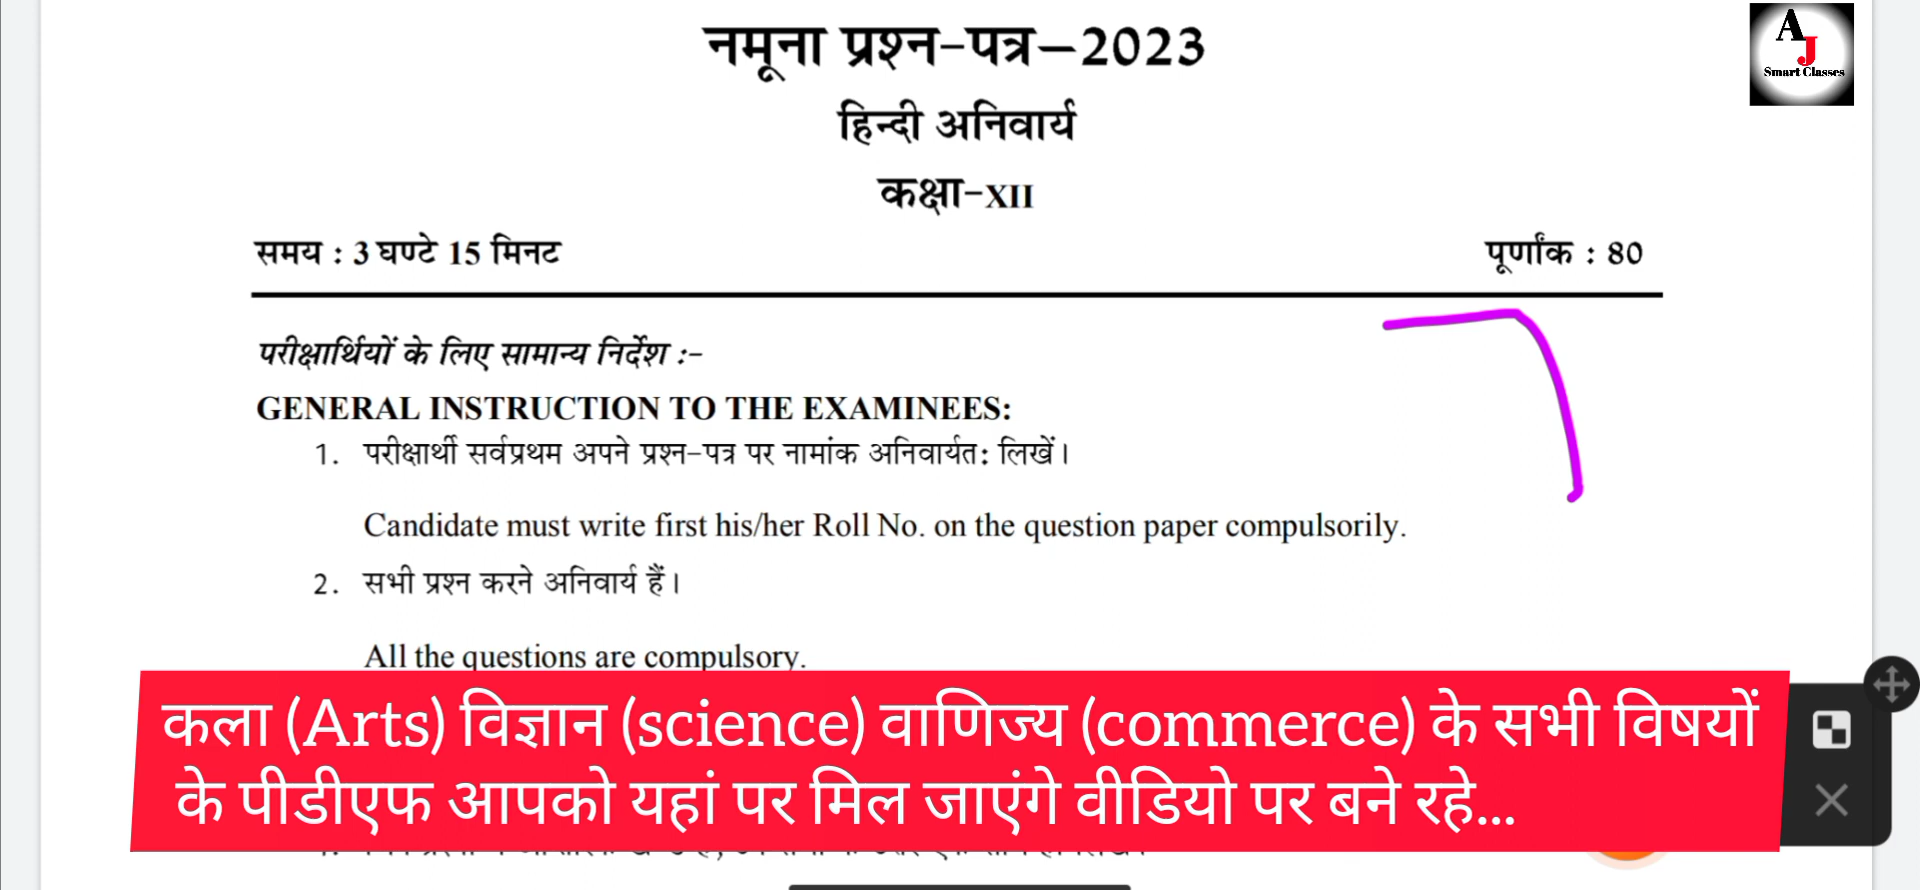 नमूना प्रश्न-पत्र—2023
A
J
Smart Classes
हिन्दी अनिवार्य
कक्षा-XII
समय : 3 घण्टे 15 मिनट
पूर्णांक : 80
परीक्षार्थियों के लिए सामान्य निर्देश :-
GENERAL INSTRUCTION TO THE EXAMINEES:
1. परीक्षार्थी सर्वप्रथम अपने प्रश्न-पत्र पर नामांक अनिवार्यत: लिखें।
Candidate must write first his/her Roll No. on the question paper compulsorily.
2. सभी प्रश्न करने अनिवार्य हैं।
All the questions are compulsory.
कला (Arts) विज्ञान (science) वाणिज्य (commerce) के सभी विषयों
के पीडीएफ आपको यहां पर मिल जाएंगे वीडियो पर बने रहे...